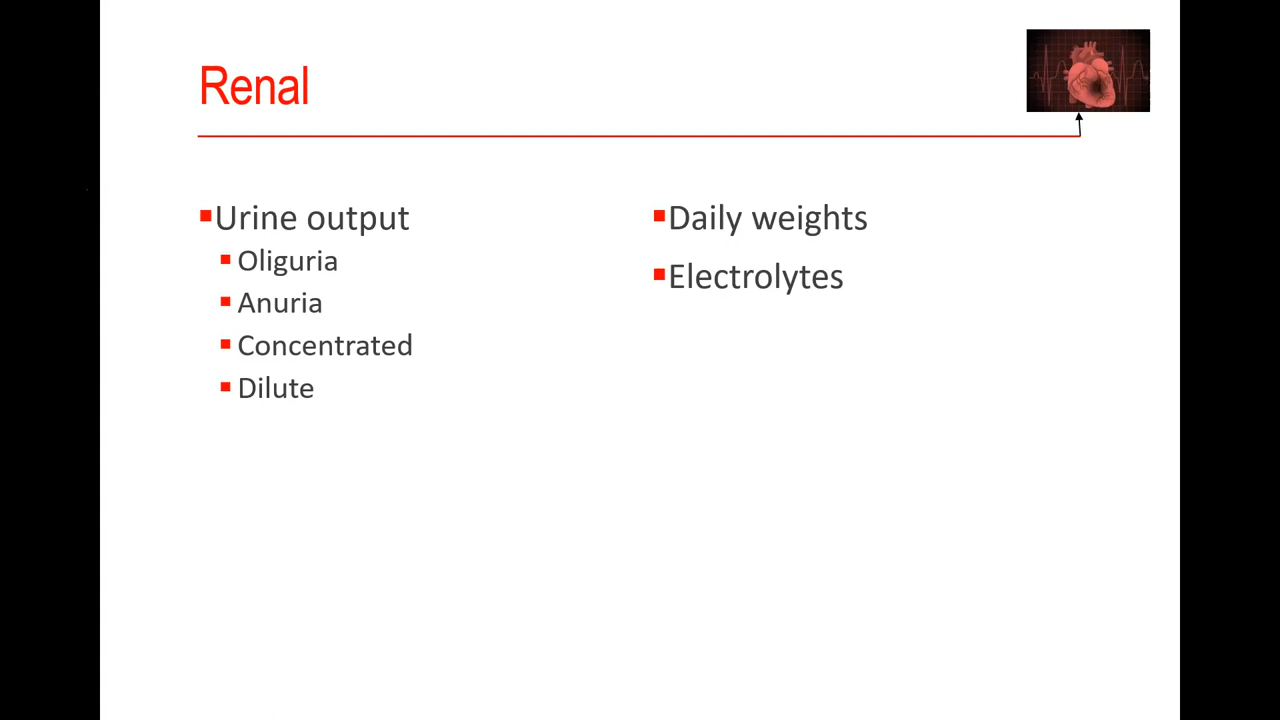 Renal
Urine output
Oliguria
Anuria
Concentrated
Dilute
Daily weights
Electrolytes